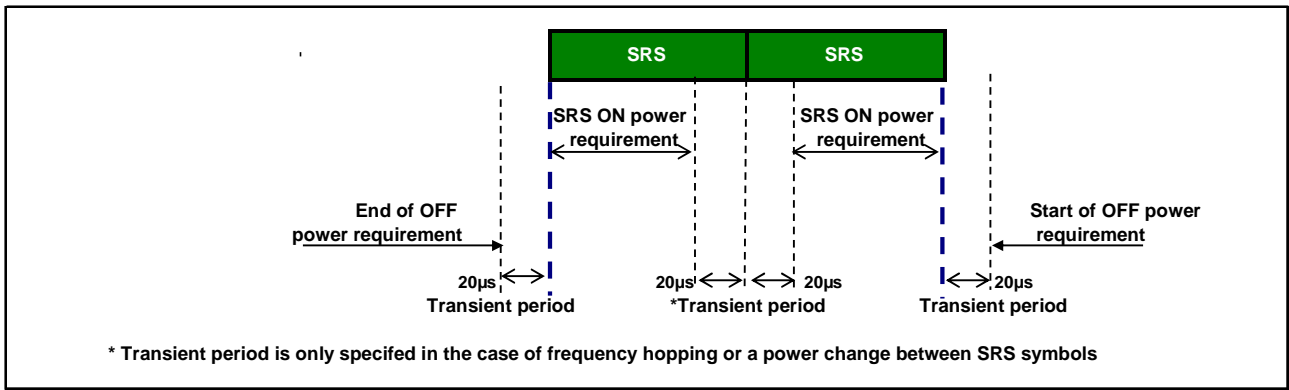 SRS SRS
SRS ON power
requirement
SRS ON power
requirement
End of OFF
power requirement
Start of OFF power
requirement
20µs 20µs 20µs 20µs
Transient period *Transient period Transient period
* Transient period is only specifed in the case of frequency hopping or a power change between SRS symbols